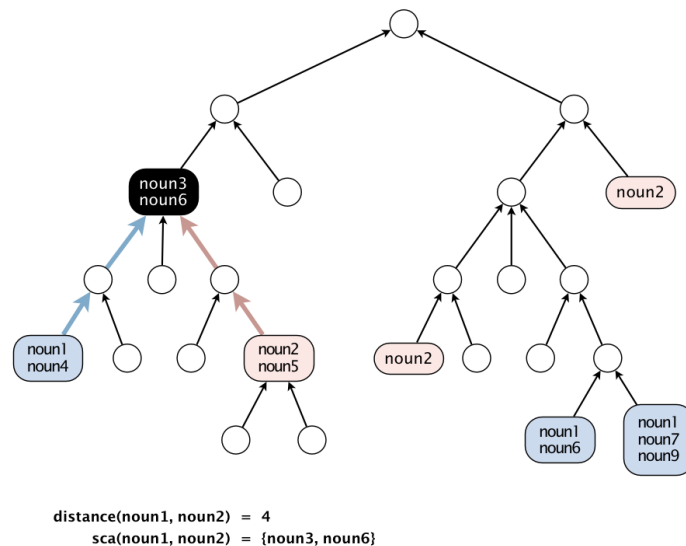 noun3
noun6
noun2
noun1
noun4
noun2
noun5
noun2
noun1
noun6
noun1
noun7
noun9
distance(noun1, noun2) = 4
sca(noun1, noun2) = {noun3, noun6}